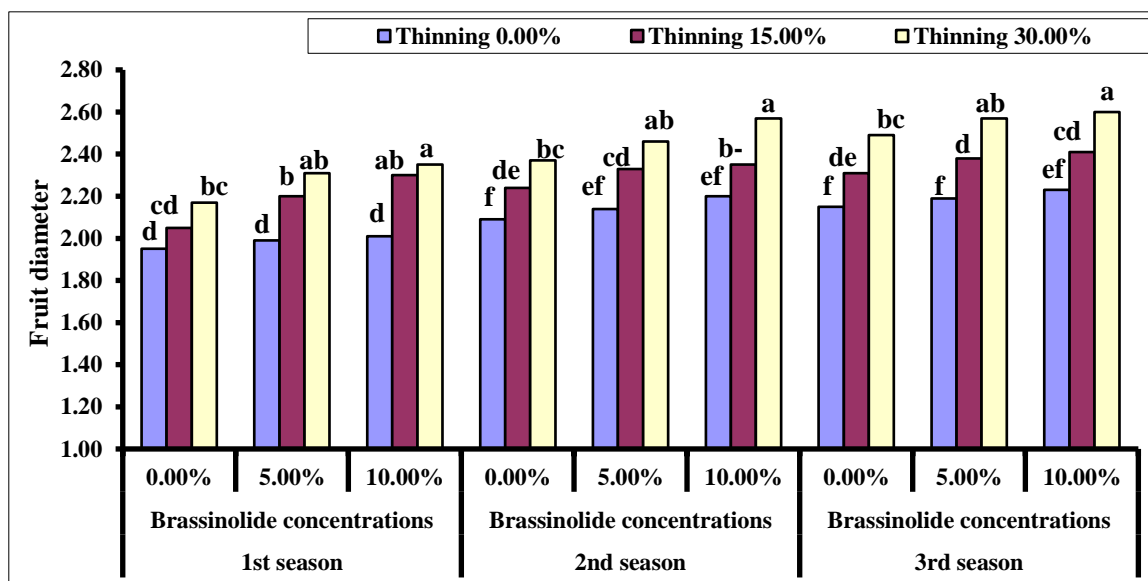 Thinning 0.00% Thinning 15.00% Thinning 30.00%
Fruit diameter
2.80
2.60
2.40
2.20
2.00
1.80
1.60
1.40
1.20
1.00
d cd bc d b ab d ab a f de bc ef cd ab ef b- a f de bc f d ab ef cd a
0.00% 5.00% 10.00% 0.00% 5.00% 10.00% 0.00% 5.00% 10.00%
Brassinolide concentrations Brassinolide concentrations Brassinolide concentrations
1st season 2nd season 3rd season